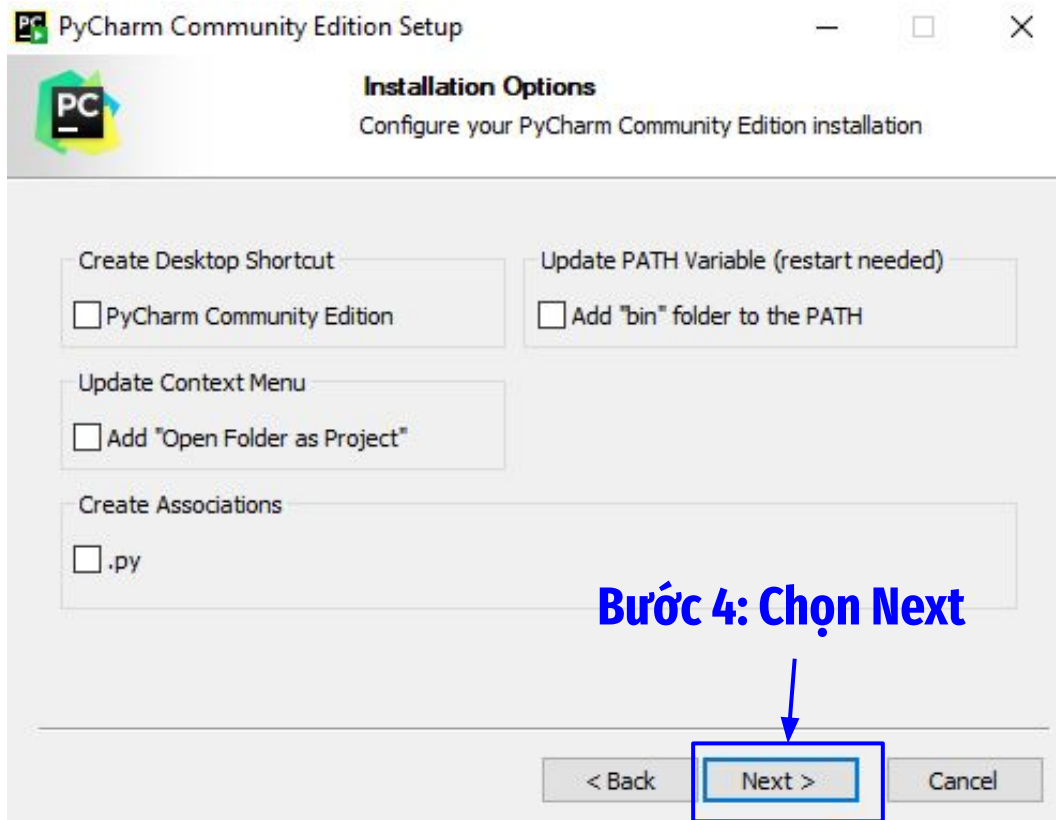 PyCharm Community Edition Setup
PC
Installation Options
Configure your PyCharm Community Edition installation
Create Desktop Shortcut
PyCharm Community Edition
Update PATH Variable (restart needed)
Add "bin" folder to the PATH
Update Context Menu
Add "Open Folder as Project"
Create Associations
.py
Bước 4: Chọn Next
< Back
Next >
Cancel